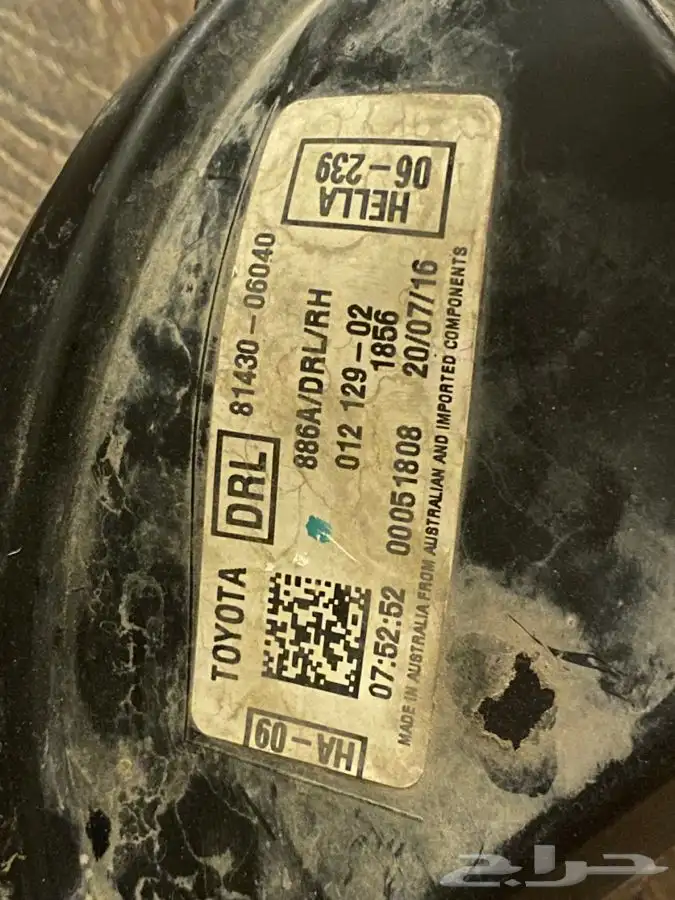 HELLA
06-239
TOYOTA DRL 81430-06040
886A/DRL/RH
012 129-02
1856
07:52:52 00051808 20/07/16
MADE IN AUSTRALIA FROM AUSTRALIAN AND IMPORTED COMPONENTS
HA-09
حراج